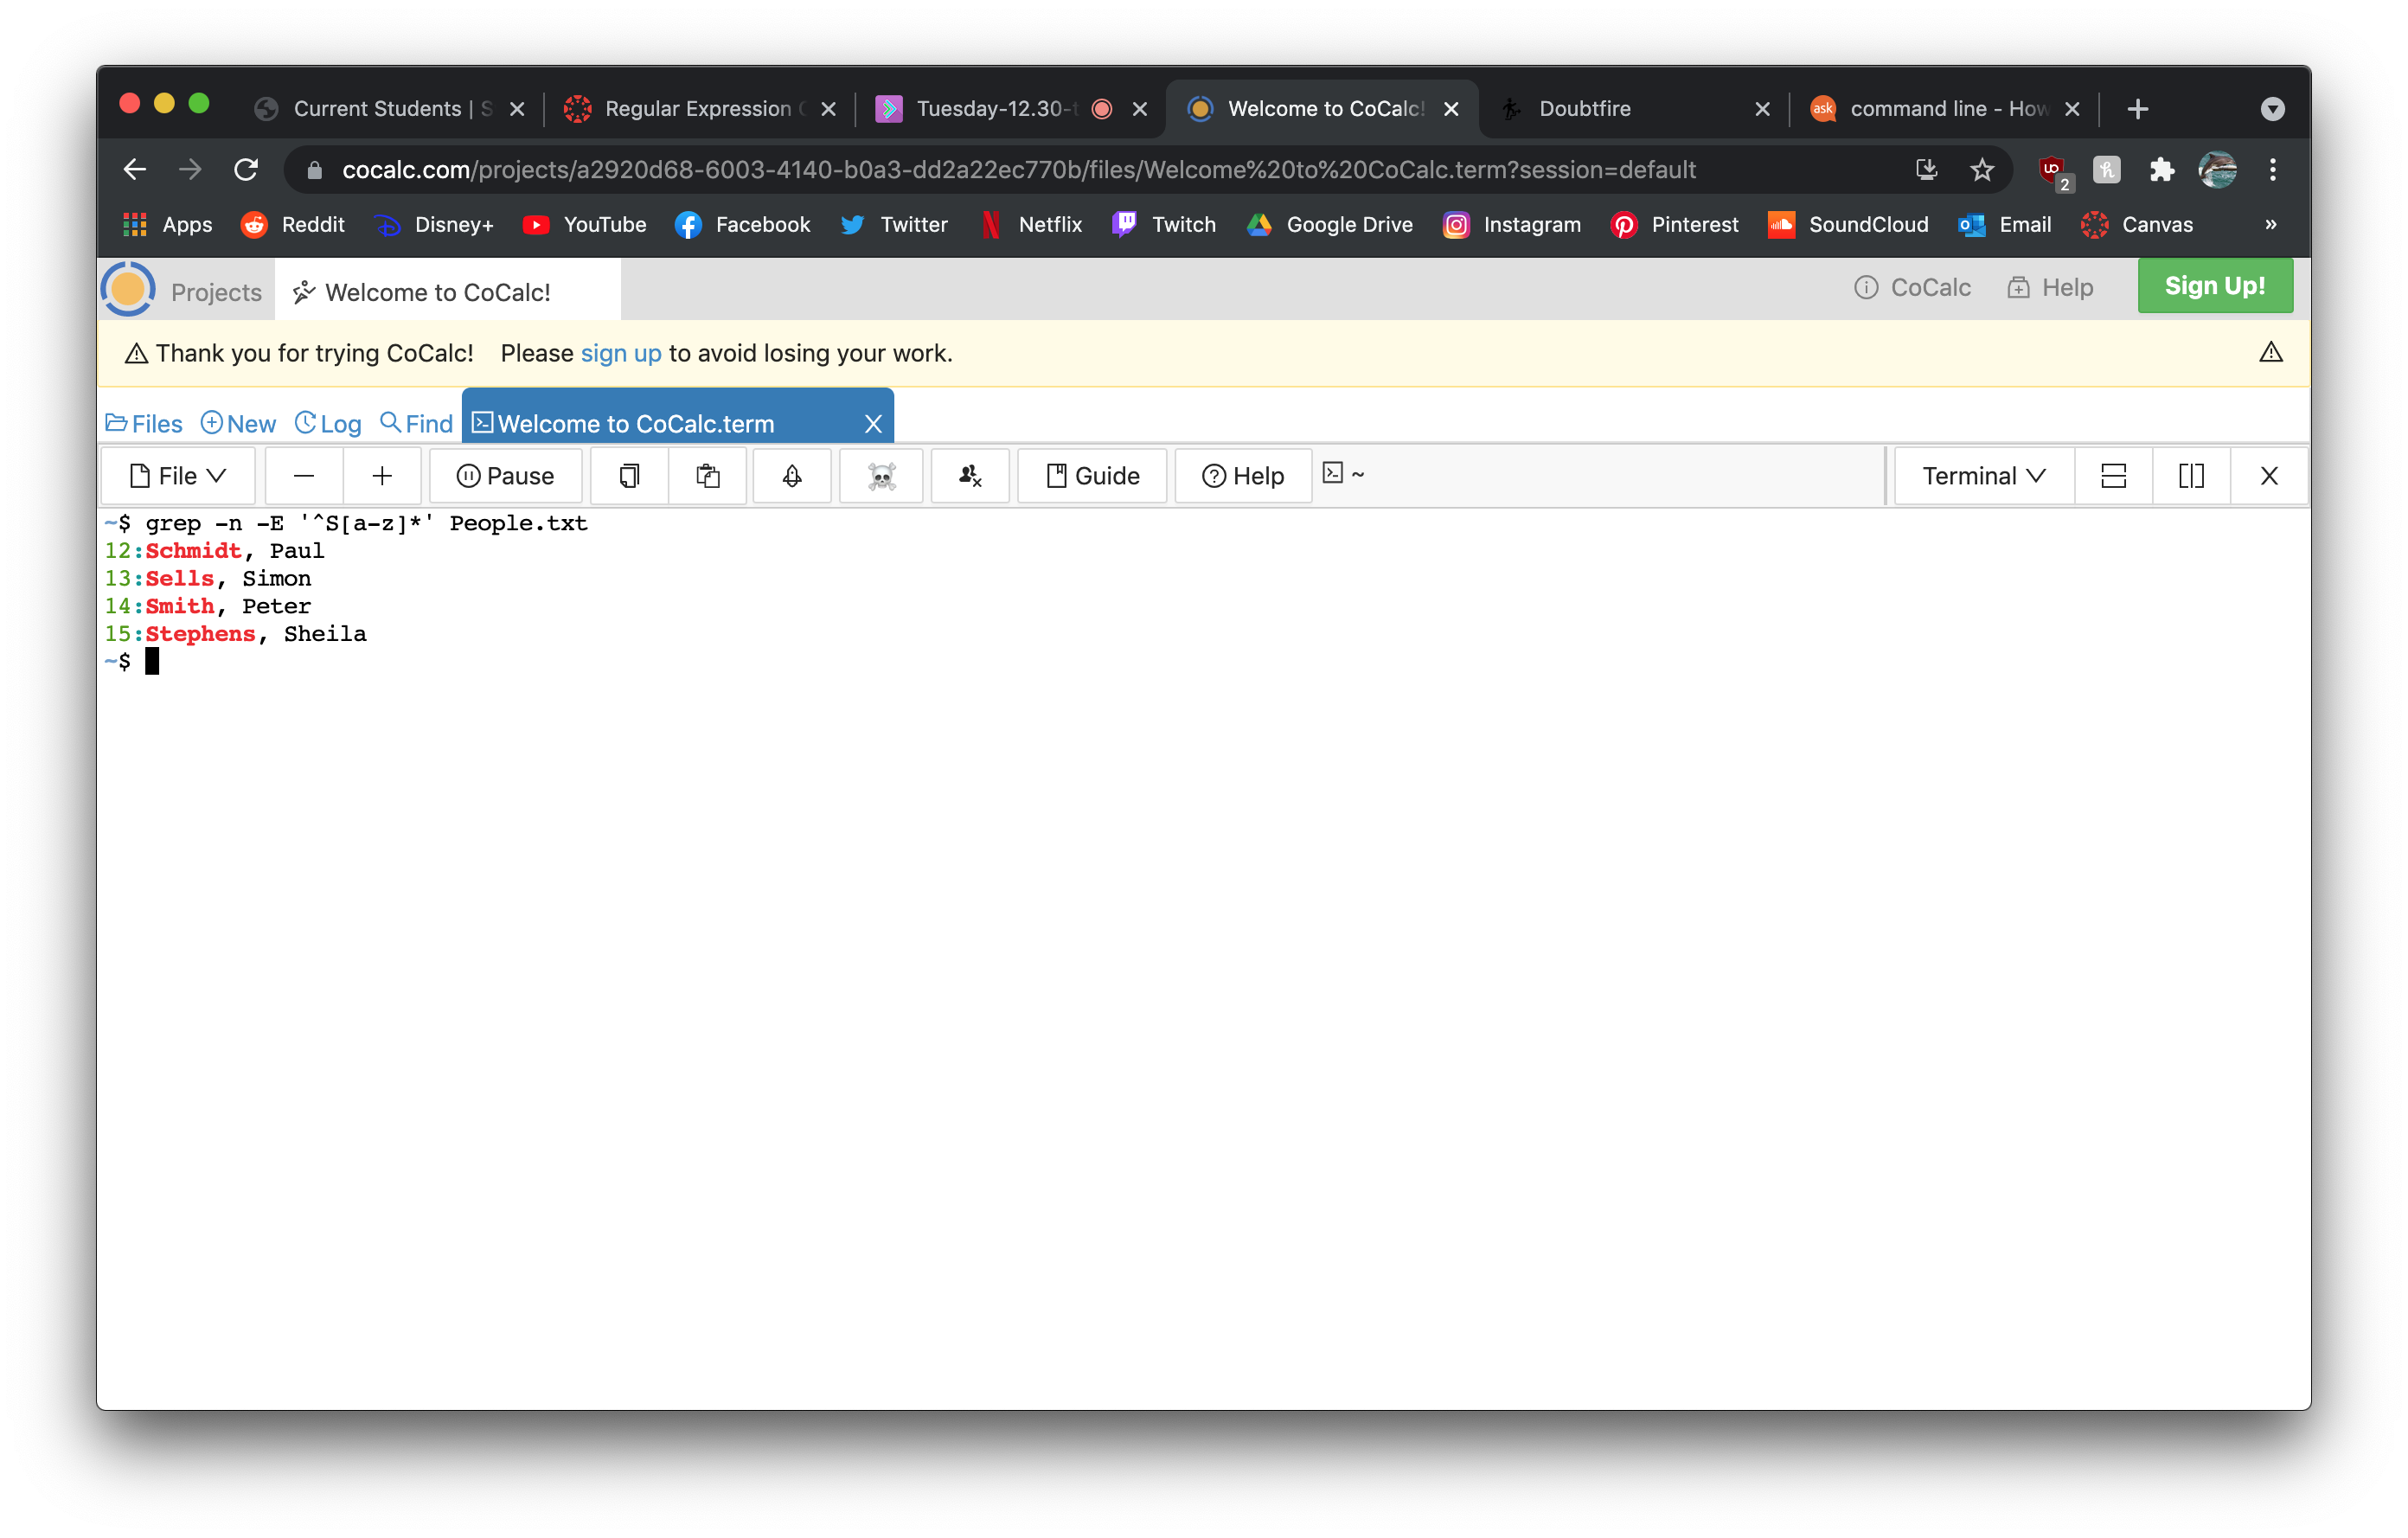 Current Students | S
Regular Expression
Tuesday-12.30-t
Welcome to CoCalc!
Doubtfire
ask command line - How
cocalc.com/projects/a2920d68-6003-4140-b0a3-dd2a22ec770b/files/Welcome%20to%20CoCalc.term?session=default
2
Apps Reddit Disney+ YouTube Facebook Twitter Netflix Twitch Google Drive Instagram Pinterest SoundCloud Email Canvas »
Projects Welcome to CoCalc! CoCalc Help Sign Up!
Thank you for trying CoCalc! Please sign up to avoid losing your work.
Files New Log Find Welcome to CoCalc.term
File Pause Guide Help ~ Terminal
~$ grep -n -E '^S[a-z]*' People.txt
12:Schmidt, Paul
13:Sells, Simon
14:Smith, Peter
15:Stephens, Sheila
~$